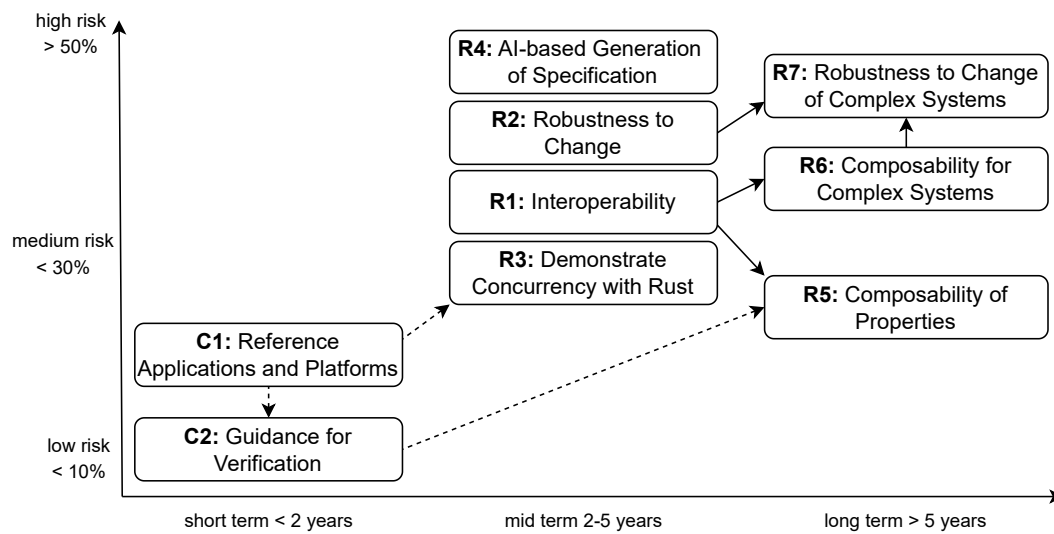 high risk
> 50%
R4: AI-based Generation
of Specification
R2: Robustness to
Change
R1: Interoperability
R3: Demonstrate
Concurrency with Rust
R7: Robustness to Change
of Complex Systems
R6: Composability for
Complex Systems
R5: Composability of
Properties
medium risk
< 30%
C1: Reference
Applications and Platforms
C2: Guidance for
Verification
low risk
< 10%
short term < 2 years
mid term 2-5 years
long term > 5 years